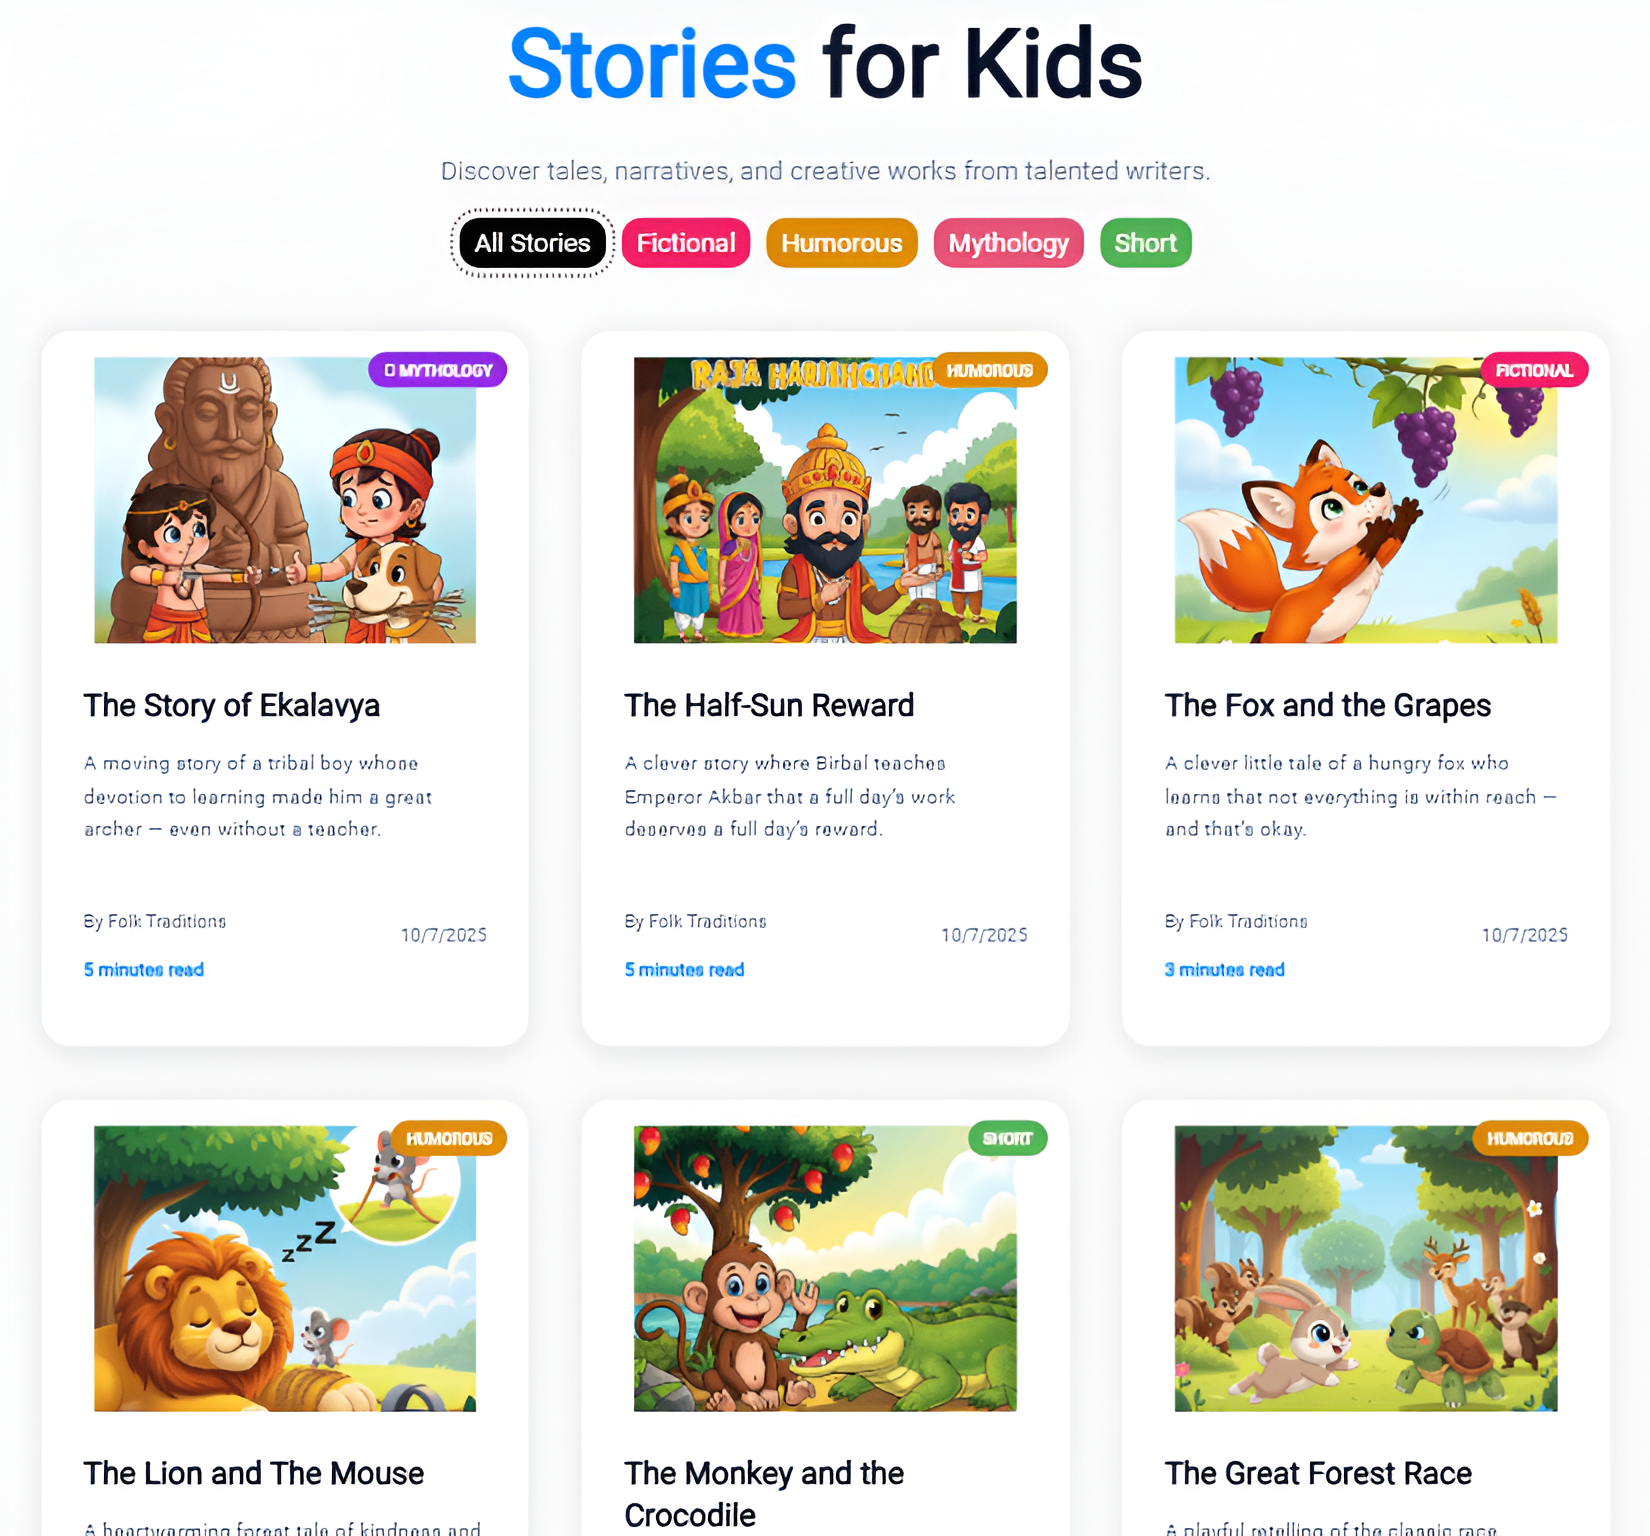 Stories for Kids
Discover tales, narratives, and creative works from talented writers.
All Stories Fictional Humorous Mythology Short
MYTHOLOGY
The Story of Ekalavya
A moving story of a tribal boy whose
devotion to learning made him a great
archer — even without a teacher.
By Folk Traditions
10/7/2025
5 minutes read
RAJA HARISHCHAND
HUMOROUS
The Half-Sun Reward
A clever story where Birbal teaches
Emperor Akbar that a full day's work
deserves a full day's reward.
By Folk Traditions
10/7/2025
5 minutes read
FICTIONAL
The Fox and the Grapes
A clever little tale of a hungry fox who
learns that not everything is within reach —
and that's okay.
By Folk Traditions
10/7/2025
3 minutes read
HUMOROUS
zzZ
The Lion and The Mouse
A heartwarming forest tale of kindness and
SHORT
The Monkey and the
Crocodile
HUMOROUS
The Great Forest Race
A playful retelling of the classic race